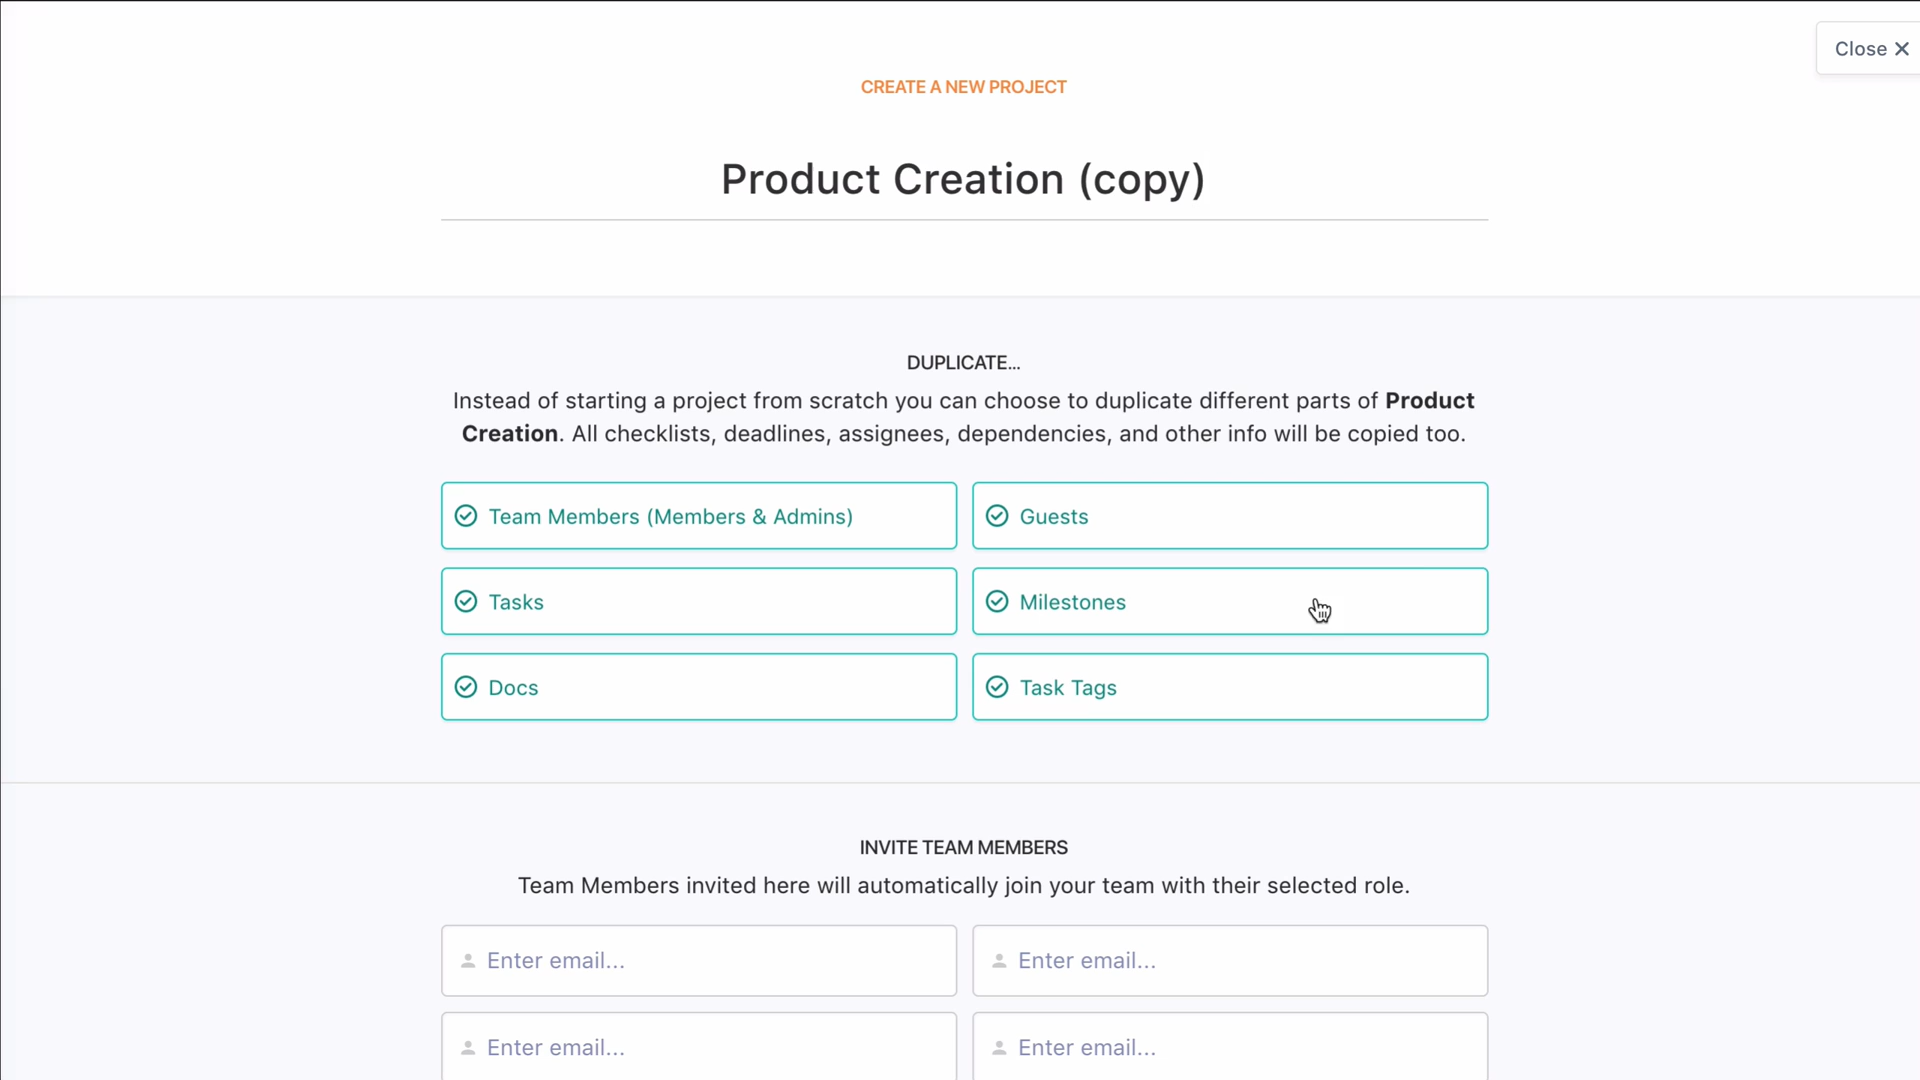 Close
CREATE A NEW PROJECT
Product Creation (copy)
DUPLICATE...
Instead of starting a project from scratch you can choose to duplicate different parts of Product
Creation. All checklists, deadlines, assignees, dependencies, and other info will be copied too.
Team Members (Members & Admins)
Guests
Tasks
Milestones
Docs
Task Tags
INVITE TEAM MEMBERS
Team Members invited here will automatically join your team with their selected role.
Enter email...
Enter email...
Enter email...
Enter email...